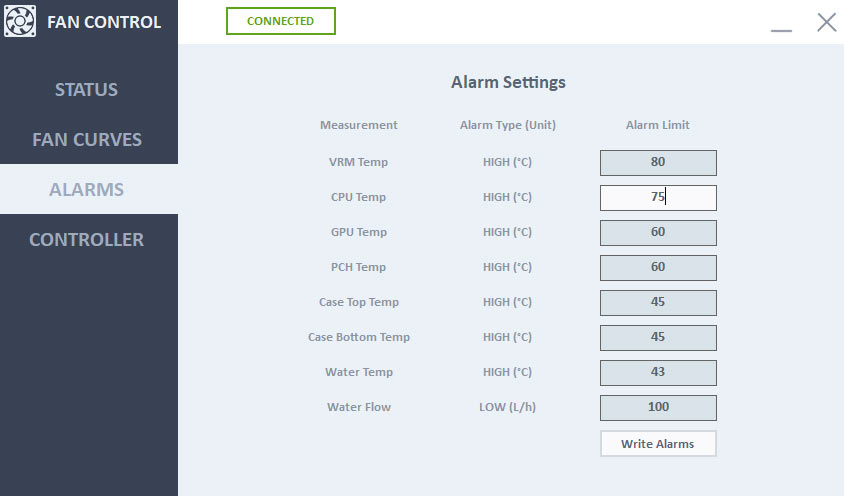 FAN CONTROL
CONNECTED
STATUS
FAN CURVES
ALARMS
CONTROLLER
Alarm Settings
Measurement Alarm Type (Unit) Alarm Limit
VRM Temp HIGH (°C) 80
CPU Temp HIGH (°C) 75
GPU Temp HIGH (°C) 60
PCH Temp HIGH (°C) 60
Case Top Temp HIGH (°C) 45
Case Bottom Temp HIGH (°C) 45
Water Temp HIGH (°C) 43
Water Flow LOW (L/h) 100
Write Alarms